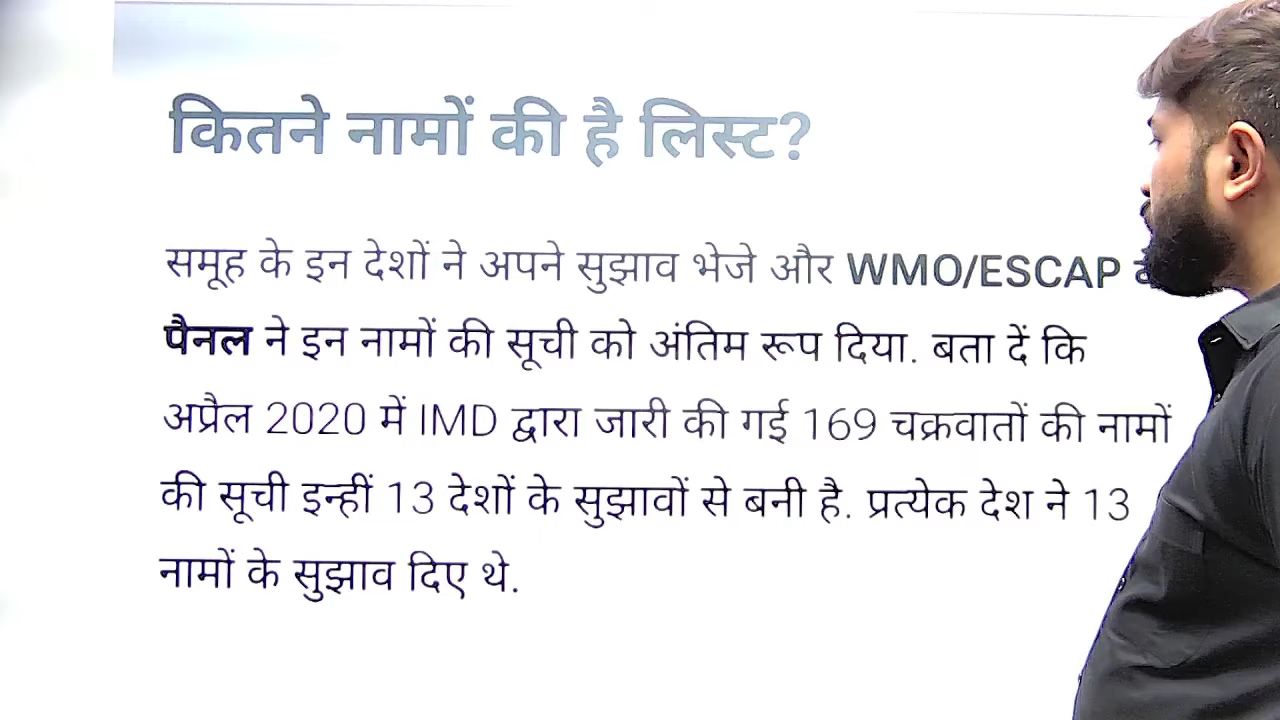 कितने नामों की है लिस्ट?
समूह के इन देशों ने अपने सुझाव भेजे और WMO/ESCAP
पैनल ने इन नामों की सूची को अंतिम रूप दिया. बता दें कि
अप्रैल 2020 में IMD द्वारा जारी की गई 169 चक्रवातों की नामों
की सूची इन्हीं 13 देशों के सुझावों से बनी है. प्रत्येक देश ने 13
नामों के सुझाव दिए थे.